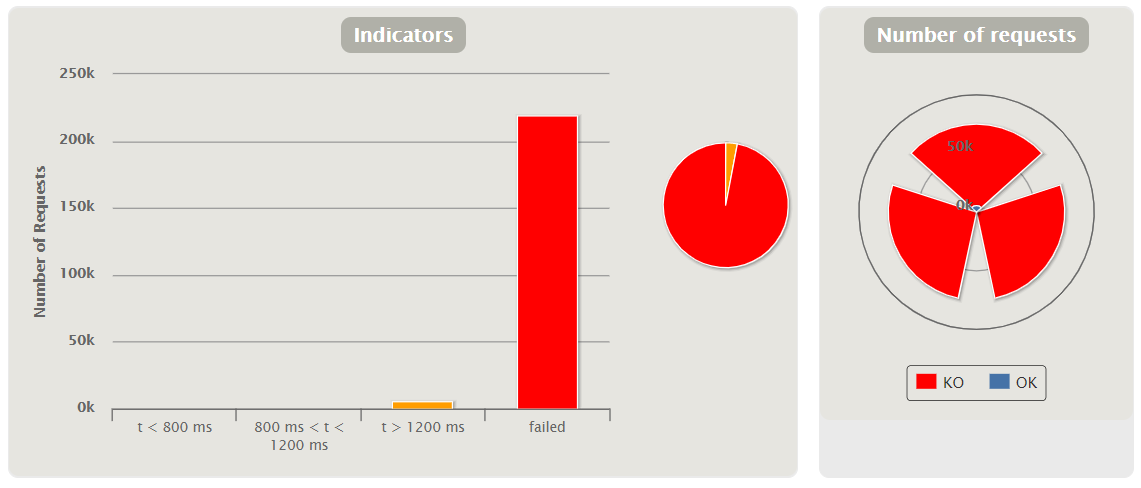 Indicators
Number of Requests
250k
200k
150k
100k
50k
0k
t < 800 ms
800 ms < t <
1200 ms
t > 1200 ms
failed
Number of requests
50k
0k
KO
OK